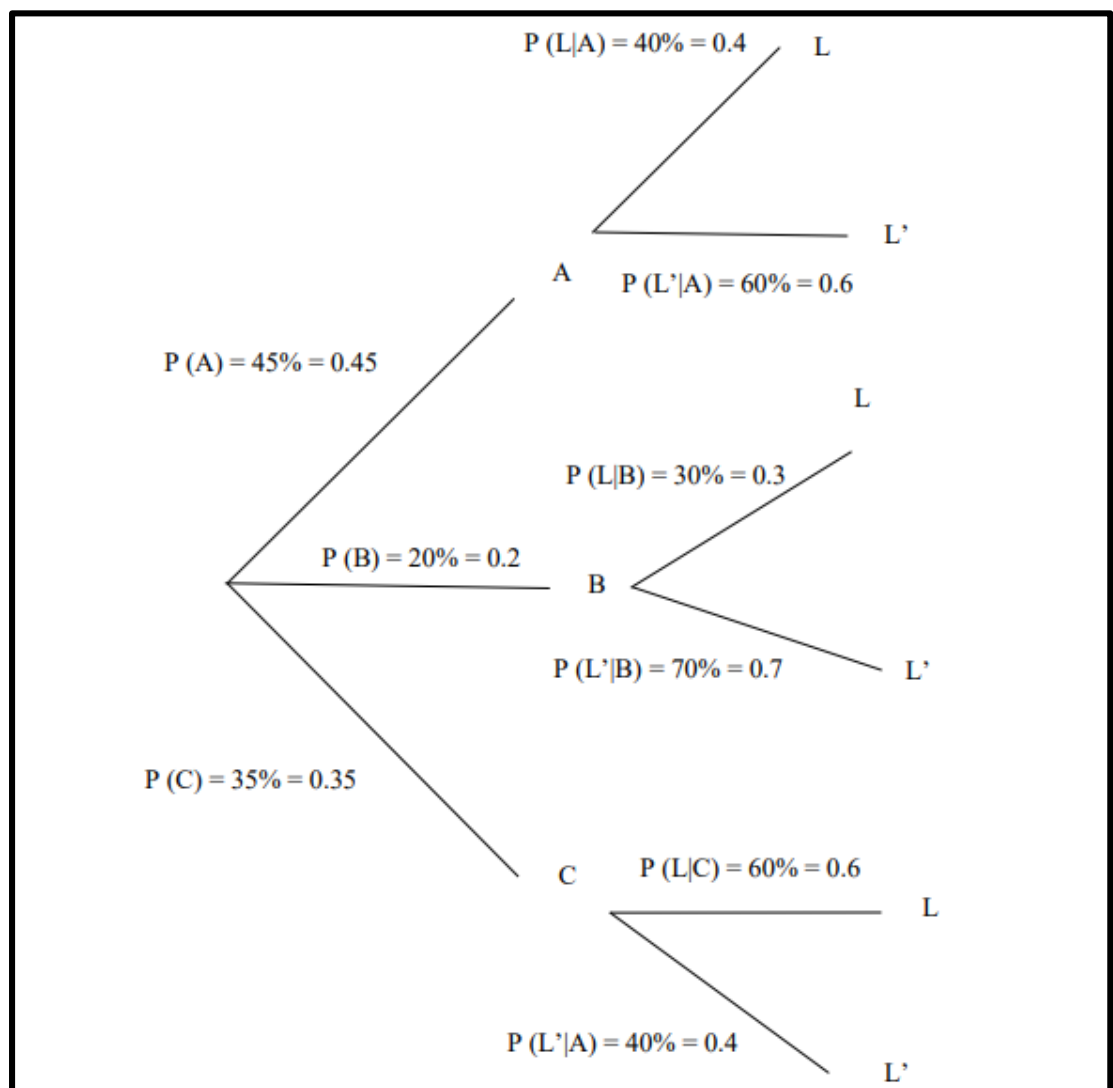 P (L|A) = 40% = 0.4
L
L’
A
P (L’|A) = 60% = 0.6
P (A) = 45% = 0.45
L
P (L|B) = 30% = 0.3
P (B) = 20% = 0.2
B
P (L’|B) = 70% = 0.7
L’
P (C) = 35% = 0.35
C
P (L|C) = 60% = 0.6
L
P (L’|A) = 40% = 0.4
L’